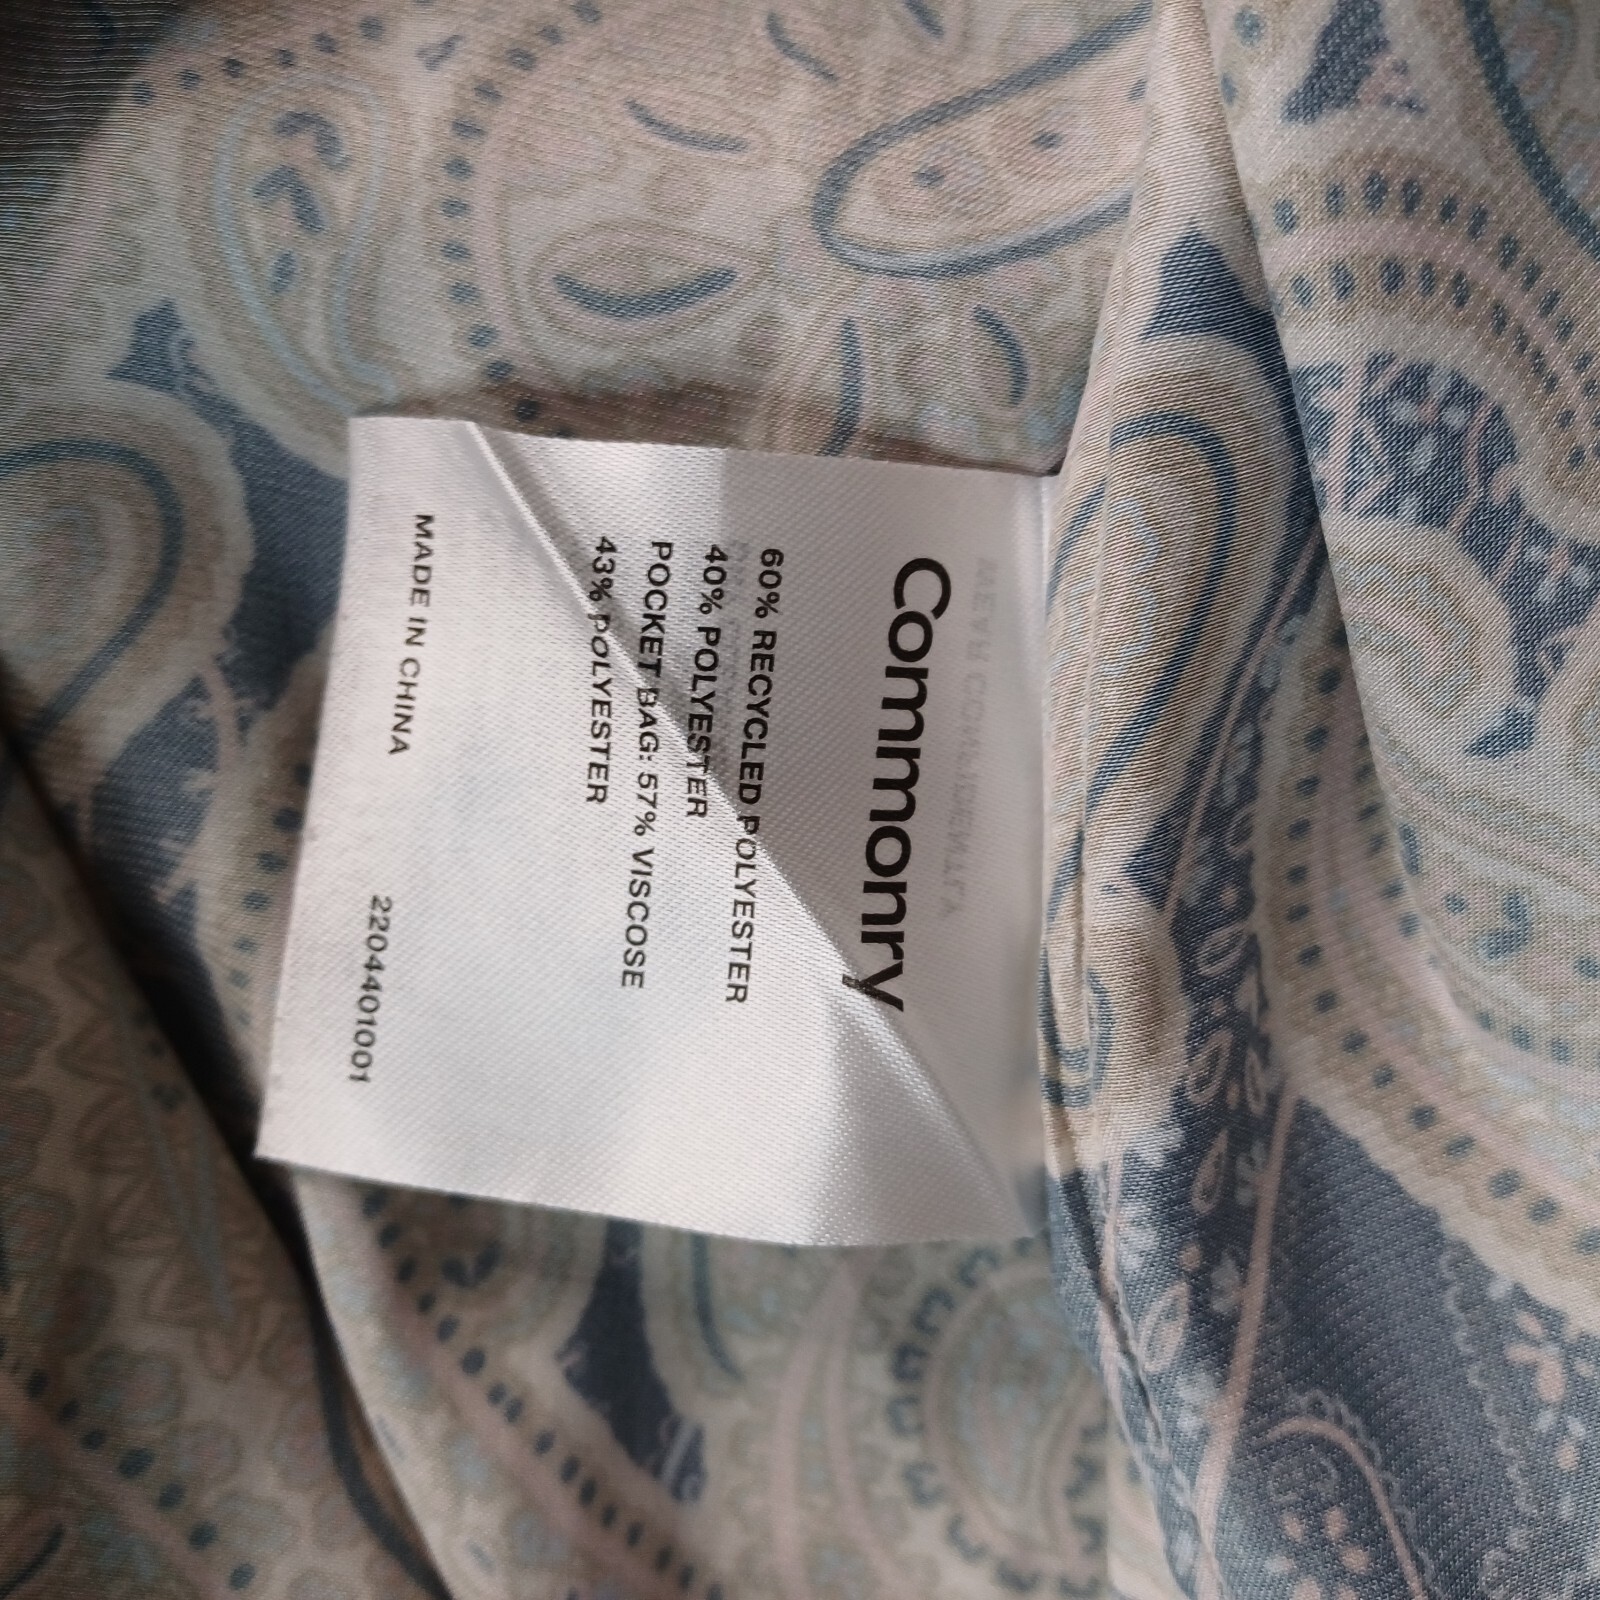 Commonry
60% RECYCLED POLYESTER
40% POLYESTER
POCKET BAG: 57% VISCOSE
43% POLYESTER
MADE IN CHINA
2204401001